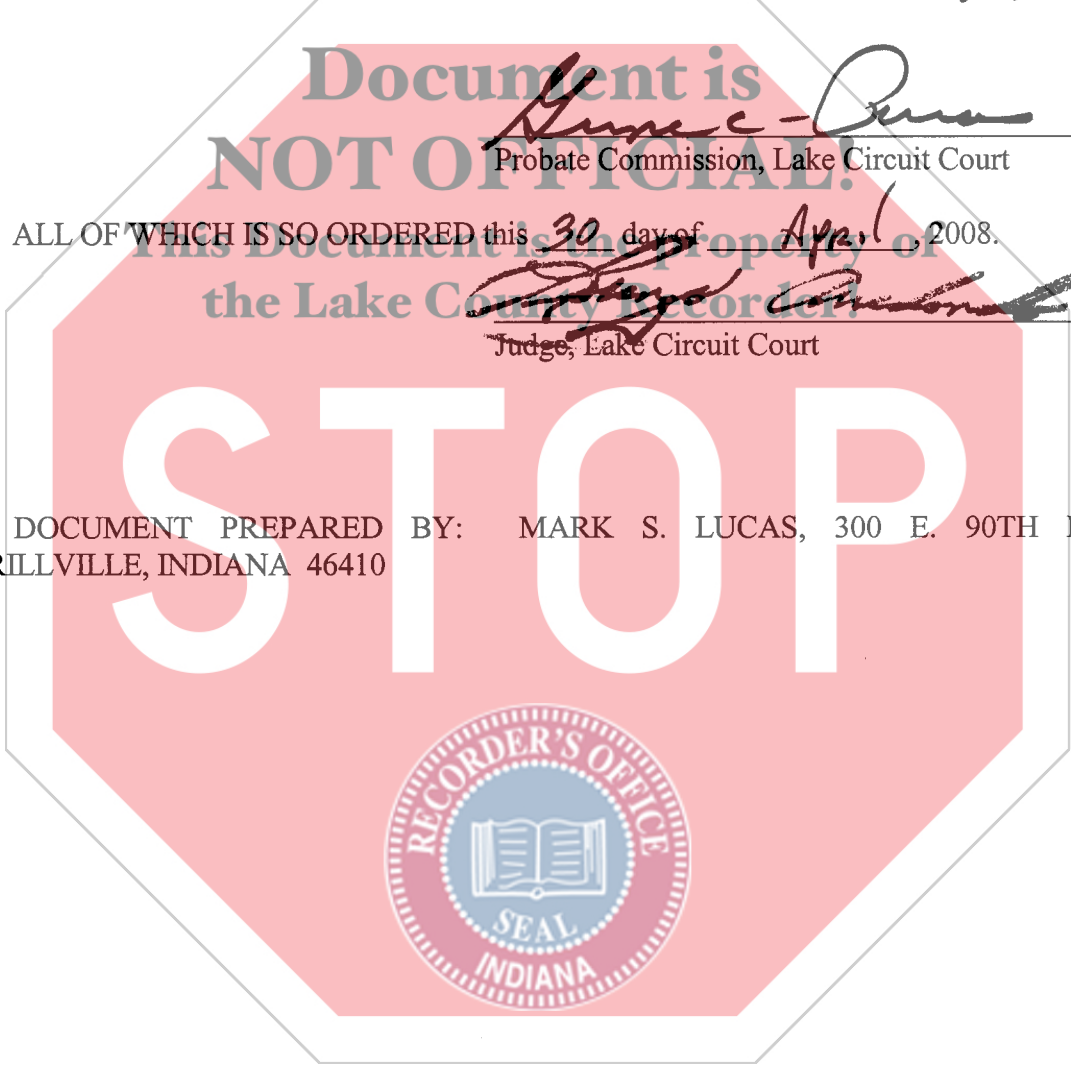 Document is
NOT OFFICIAL!
Probate Commission, Lake Circuit Court
ALL OF WHICH IS SO ORDERED this 30 day of April, 2008.
This Document is the property of
the Lake County Recorder!
Judge, Lake Circuit Court
STOP
DOCUMENT PREPARED BY: MARK S. LUCAS, 300 E. 90TH
RILLVILLE, INDIANA 46410
RECORDER'S OFFICE
SEAL
INDIANA